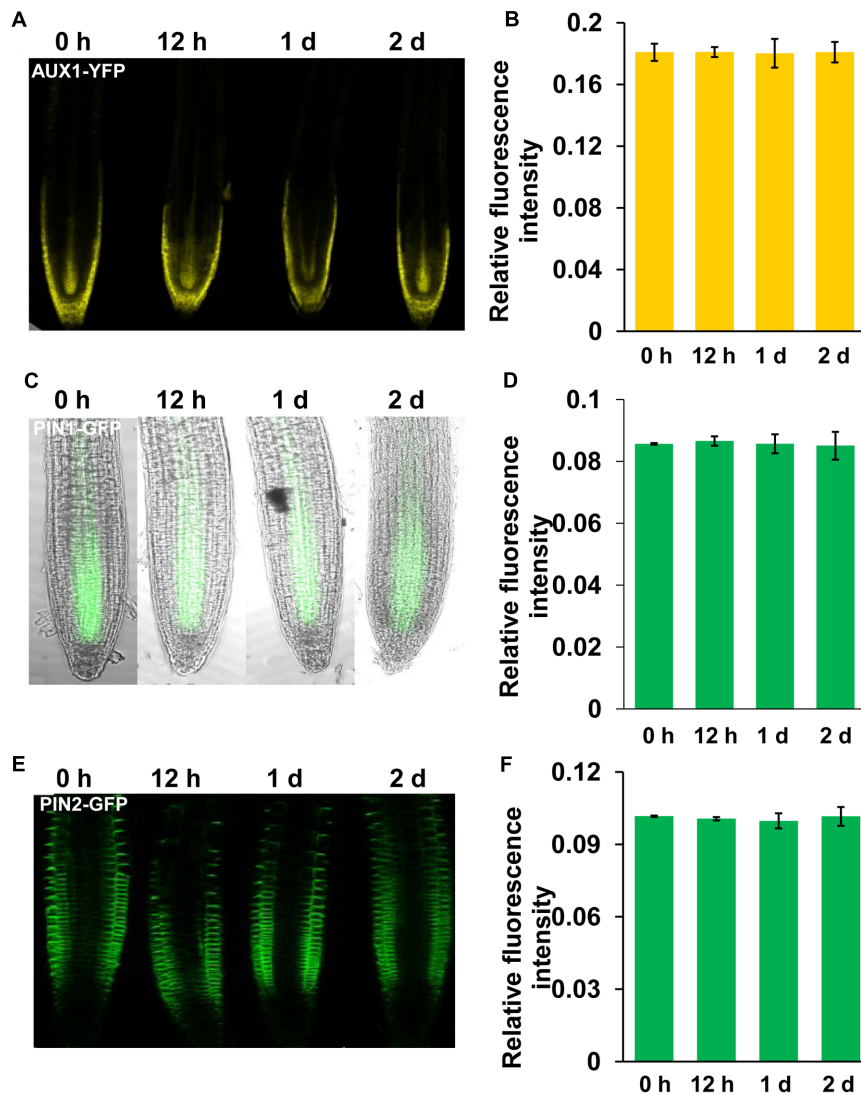 A
0 h 12 h 1 d 2 d
AUX1-YFP
B
Relative fluorescence
intensity
0.2
0.16
0.12
0.08
0.04
0
0 h 12 h 1 d 2 d
C
0 h 12 h 1 d 2 d
PIN1-GFP
D
Relative fluorescence
intensity
0.1
0.08
0.06
0.04
0.02
0
0 h 12 h 1 d 2 d
E
0 h 12 h 1 d 2 d
PIN2-GFP
F
Relative fluorescence
intensity
0.12
0.09
0.06
0.03
0
0 h 12 h 1 d 2 d